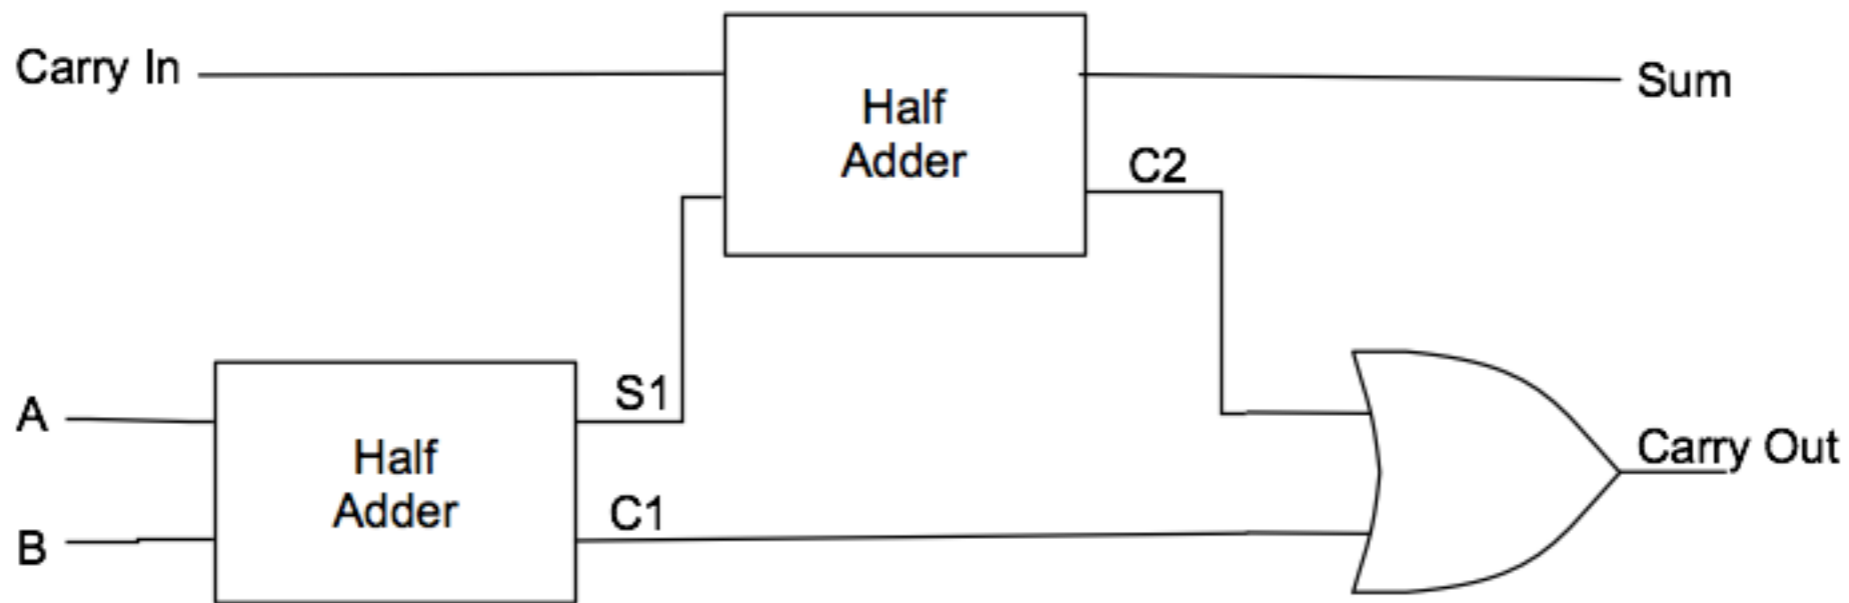 Carry In
Half
Adder
Sum
C2
A
S1
Half
Adder
Carry Out
B
C1